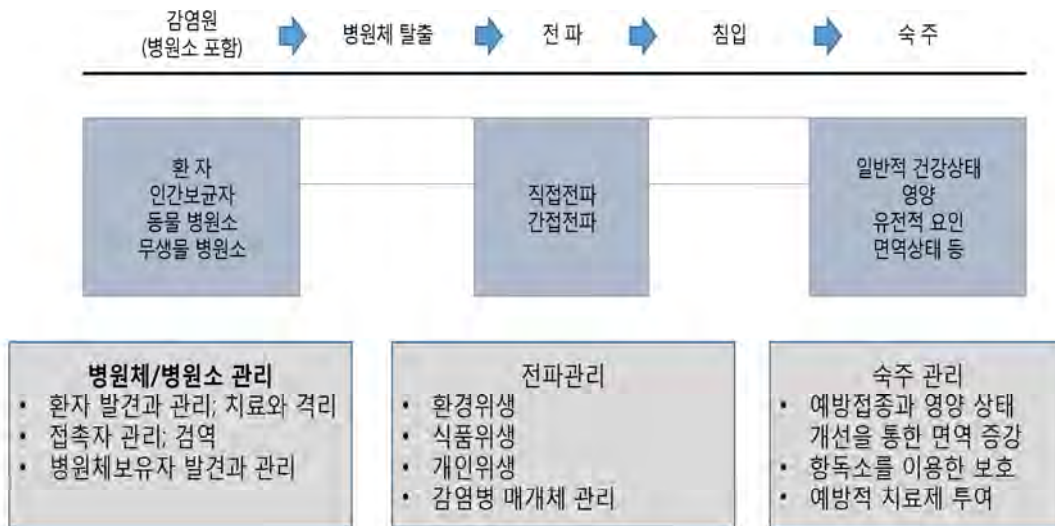 감염원
(병원소 포함)
병원체 탈출
전 파
침입
숙 주
환 자
인간보균자
동물 병원소
무생물 병원소
직접전파
간접전파
일반적 건강상태
영양
유전적 요인
면역상태 등
병원체/병원소 관리
• 환자 발견과 관리; 치료와 격리
• 접촉자 관리; 검역
• 병원체보유자 발견과 관리
전파관리
• 환경위생
• 식품위생
• 개인위생
• 감염병 매개체 관리
숙주 관리
• 예방접종과 영양 상태
개선을 통한 면역 증강
• 항독소를 이용한 보호
• 예방적 치료제 투여